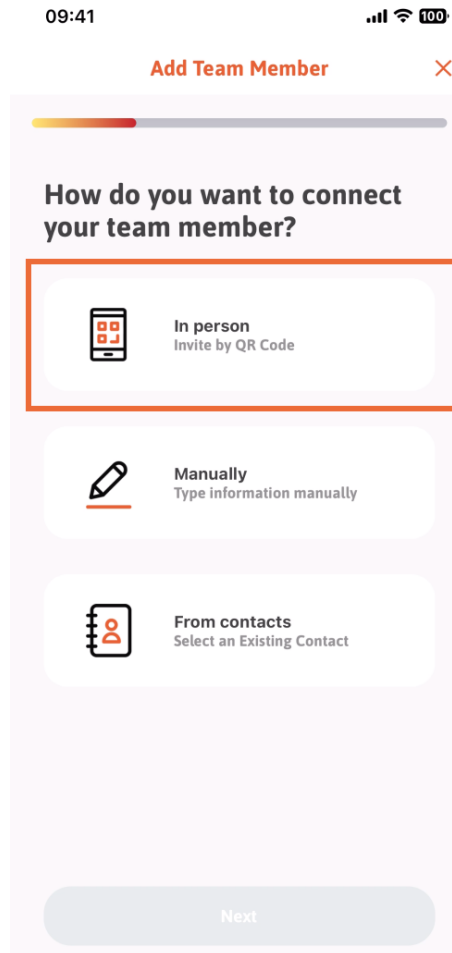 09:41
100
Add Team Member
How do you want to connect
your team member?
In person
Invite by QR Code
Manually
Type information manually
From contacts
Select an Existing Contact
Next